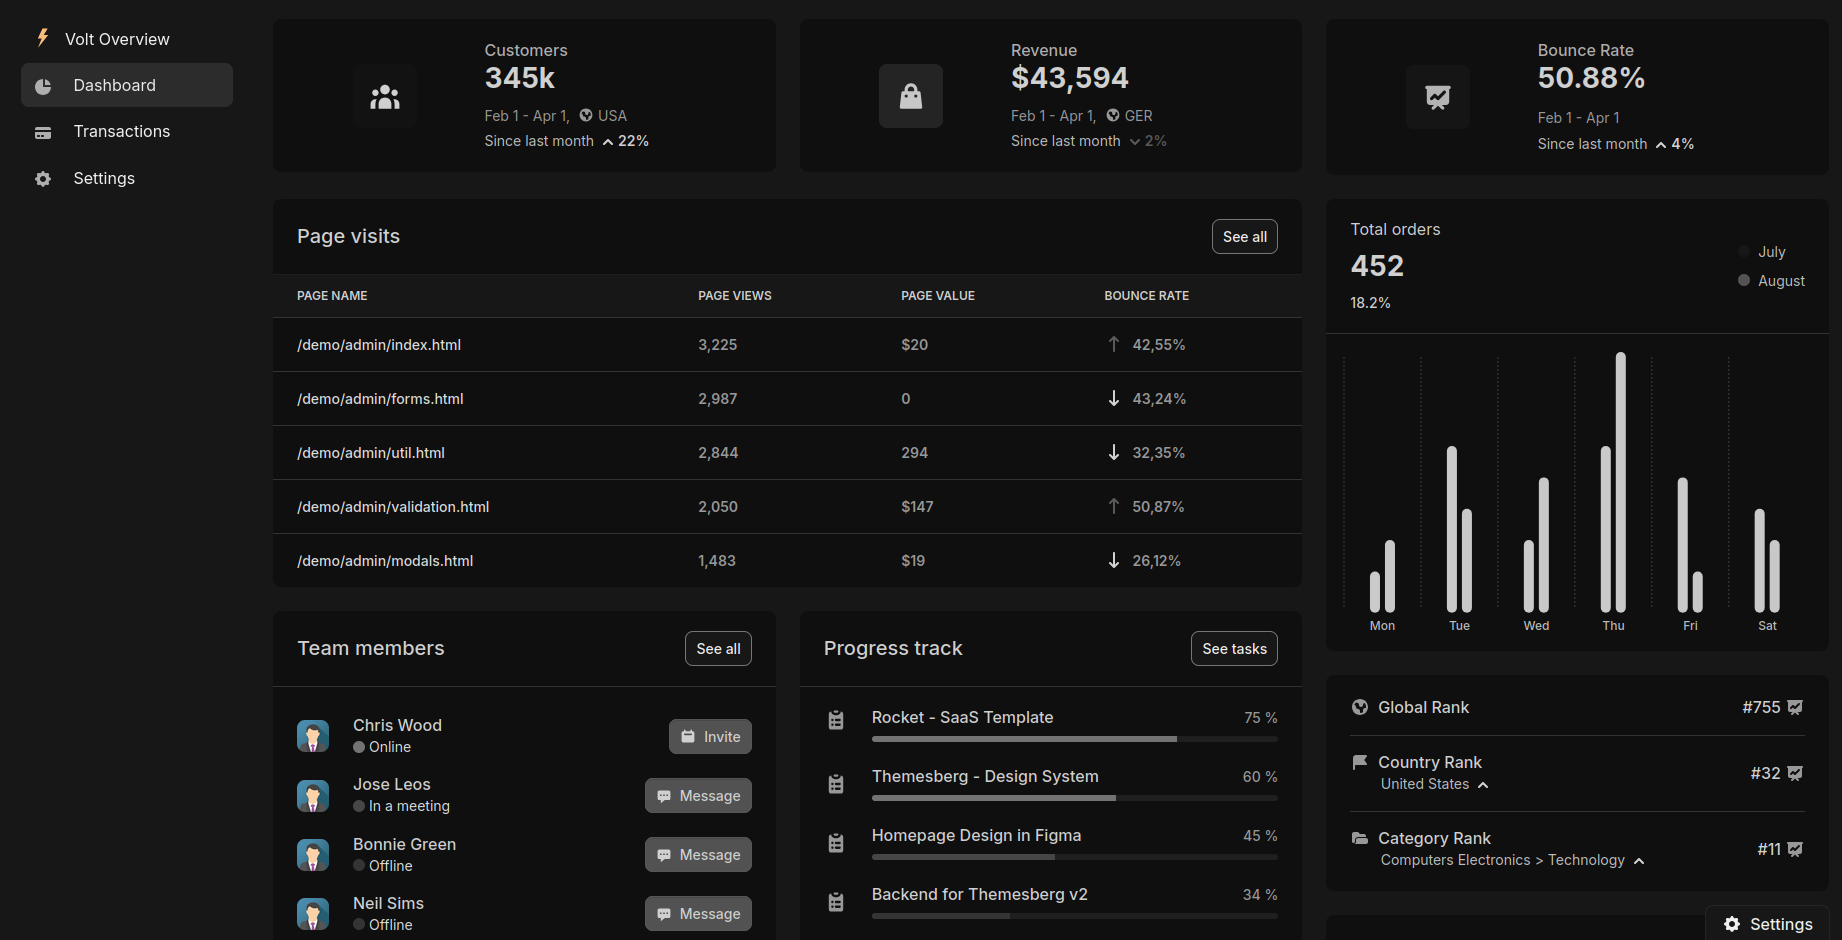 Volt Overview
Dashboard
Transactions
Settings
Customers
345k
Feb 1 - Apr 1, USA
Since last month 22%
Revenue
$43,594
Feb 1 - Apr 1, GER
Since last month 2%
Bounce Rate
50.88%
Feb 1 - Apr 1
Since last month 4%
Page visits
See all
PAGE NAME PAGE VIEWS PAGE VALUE BOUNCE RATE
/demo/admin/index.html 3,225 $20 42,55%
/demo/admin/forms.html 2,987 0 43,24%
/demo/admin/util.html 2,844 294 32,35%
/demo/admin/validation.html 2,050 $147 50,87%
/demo/admin/modals.html 1,483 $19 26,12%
Total orders
452
18.2%
July
August
Mon Tue Wed Thu Fri Sat
Team members
See all
Chris Wood
Online
Invite
Jose Leos
In a meeting
Message
Bonnie Green
Offline
Message
Neil Sims
Offline
Message
Progress track
See tasks
Rocket - SaaS Template 75 %
Themesberg - Design System 60 %
Homepage Design in Figma 45 %
Backend for Themesberg v2 34 %
Global Rank #755
Country Rank
United States
#32
Category Rank
Computers Electronics > Technology
#11
Settings